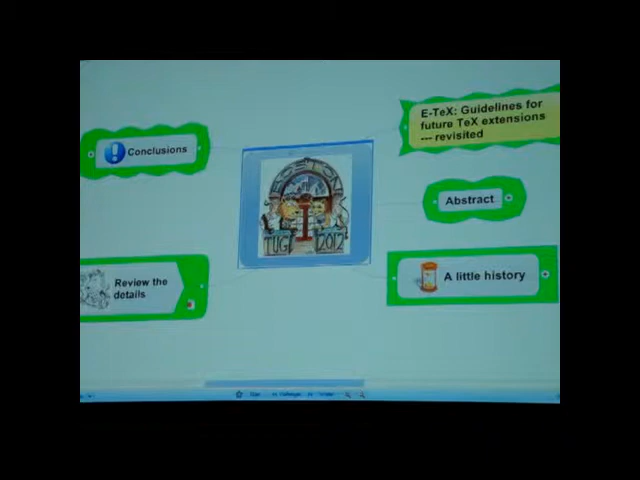 E-TeX: Guidelines for
future TeX extensions
--- revisited
Conclusions
BOSTON
TUG 2012
Abstract
A little history
Review the
details